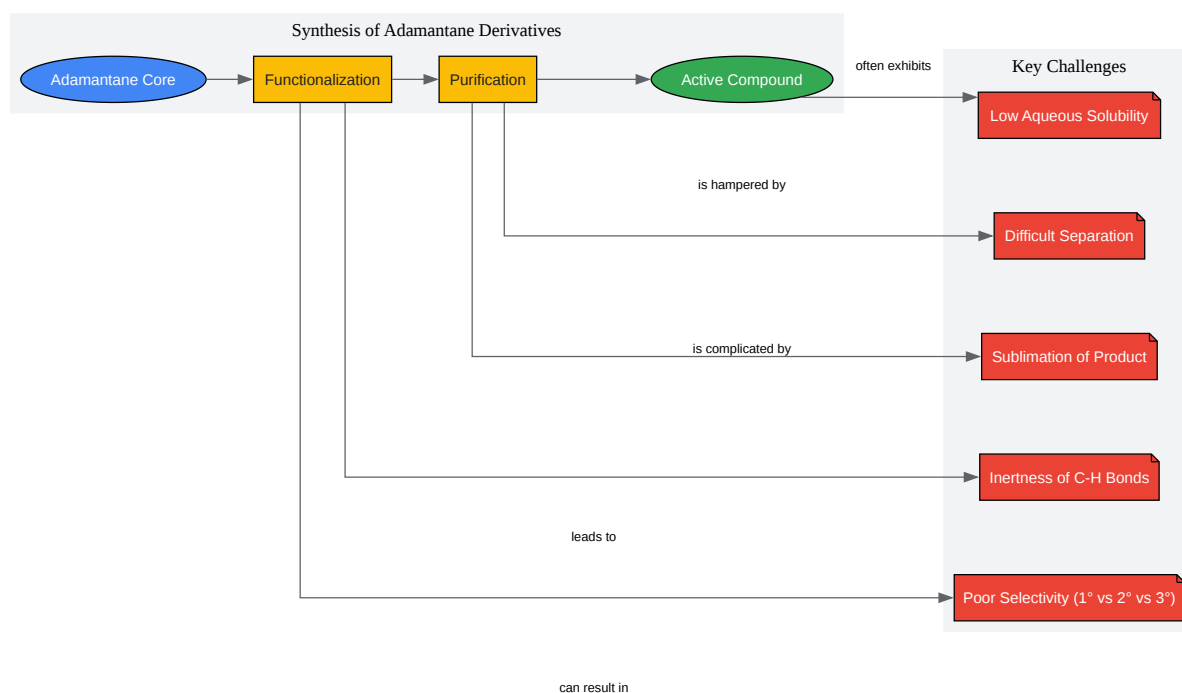 Synthesis of Adamantane Derivatives
Adamantane Core
Functionalization
Purification
Active Compound
often exhibits
Key Challenges
Low Aqueous Solubility
is hampered by
Difficult Separation
is complicated by
Sublimation of Product
Inertness of C-H Bonds
leads to
Poor Selectivity (1° vs 2° vs 3°)
can result in